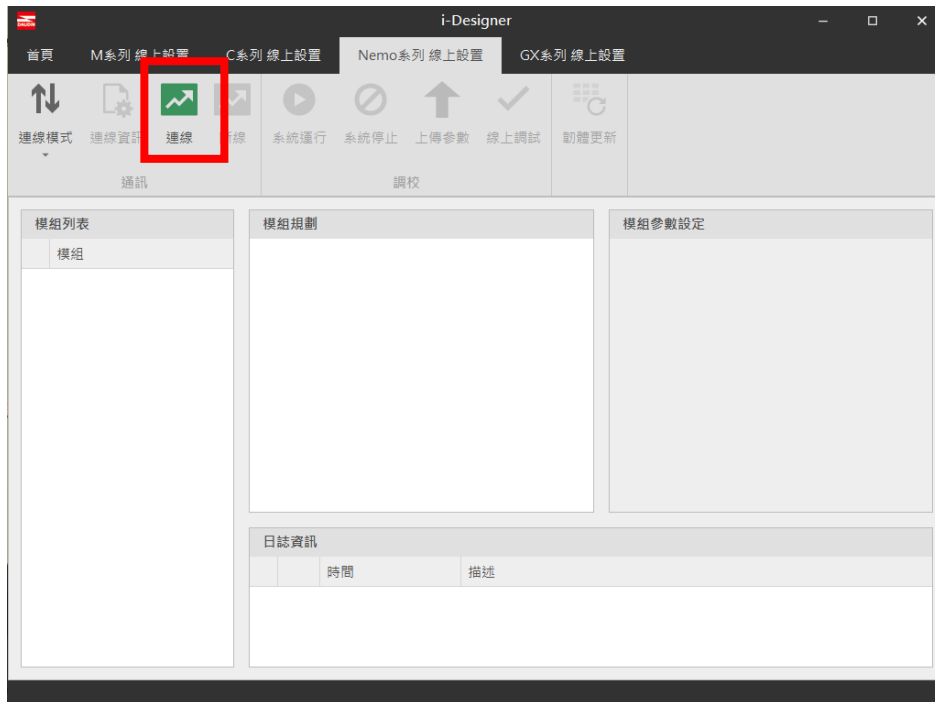 i-Designer
首頁 M系列 線上設置 C系列 線上設置 Nemo系列 線上設置 GX系列 線上設置
連線模式 連線資訊 連線 斷線 系統運行 系統停止 上傳參數 線上調試 韌體更新
通訊 調校
模組列表 模組規劃 模組參數設定
模組
日誌資訊
時間 描述